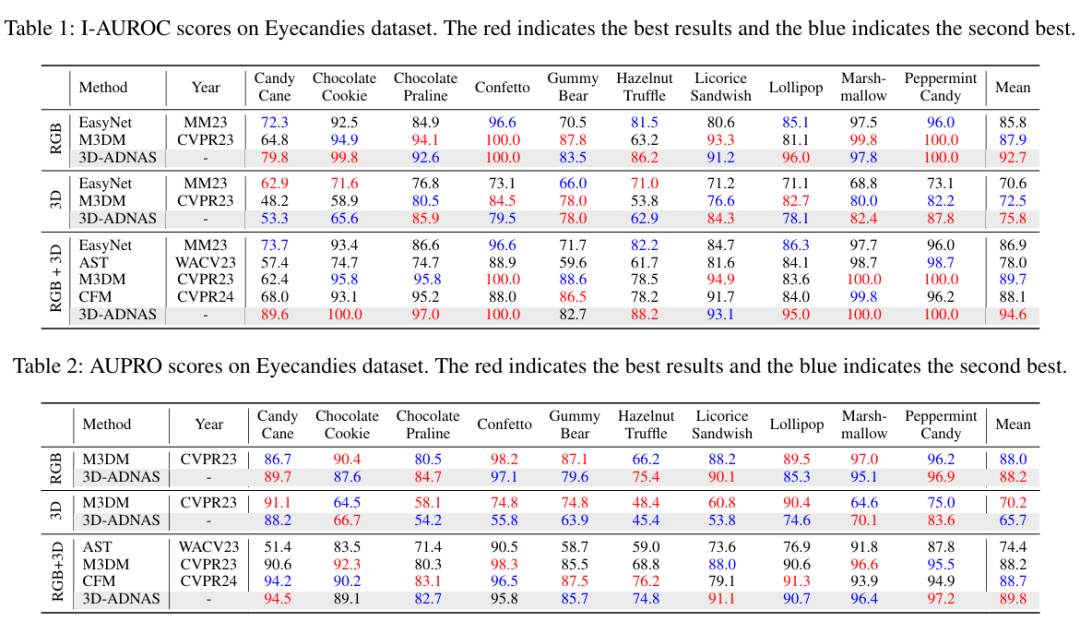 Table 1: I-AUROC scores on Eyecandies dataset. The red indicates the best results and the blue indicates the second best.
Method Year Candy Cane Chocolate Cookie Chocolate Praline Confetto Gummy Bear Hazelnut Truffle Licorice Sandwish Lollipop Marsh-mallow Peppermint Candy Mean
RGB
EasyNet MM23 72.3 92.5 84.9 96.6 70.5 81.5 80.6 85.1 97.5 96.0 85.8
M3DM CVPR23 64.8 94.9 94.1 100.0 87.8 63.2 93.3 81.1 99.8 100.0 87.9
3D-ADNAS - 79.8 99.8 92.6 100.0 83.5 86.2 91.2 96.0 97.8 100.0 92.7
3D
EasyNet MM23 62.9 71.6 76.8 73.1 66.0 71.0 71.2 71.1 68.8 73.1 70.6
M3DM CVPR23 48.2 58.9 80.5 84.5 78.0 53.8 76.6 82.7 80.0 82.2 72.5
3D-ADNAS - 53.3 65.6 85.9 79.5 78.0 62.9 84.3 78.1 82.4 87.8 75.8
RGB + 3D
EasyNet MM23 73.7 93.4 86.6 96.6 71.7 82.2 84.7 86.3 97.7 96.0 86.9
AST WACV23 57.4 74.7 74.7 88.9 59.6 61.7 81.6 84.1 98.7 98.7 78.0
M3DM CVPR23 62.4 95.8 95.8 100.0 88.6 78.5 94.9 83.6 100.0 100.0 89.7
CFM CVPR24 68.0 93.1 95.2 88.0 86.5 78.2 91.7 84.0 99.8 96.2 88.1
3D-ADNAS - 89.6 100.0 97.0 100.0 82.7 88.2 93.1 95.0 100.0 100.0 94.6
Table 2: AUPRO scores on Eyecandies dataset. The red indicates the best results and the blue indicates the second best.
Method Year Candy Cane Chocolate Cookie Chocolate Praline Confetto Gummy Bear Hazelnut Truffle Licorice Sandwish Lollipop Marsh-mallow Peppermint Candy Mean
RGB
M3DM CVPR23 86.7 90.4 80.5 98.2 87.1 66.2 88.2 89.5 97.0 96.2 88.0
3D-ADNAS - 89.7 87.6 84.7 97.1 79.6 75.4 90.1 85.3 95.1 96.9 88.2
3D
M3DM CVPR23 91.1 64.5 58.1 74.8 74.8 48.4 60.8 90.4 64.6 75.0 70.2
3D-ADNAS - 88.2 66.7 54.2 55.8 63.9 45.4 53.8 74.6 70.1 83.6 65.7
RGB+3D
AST WACV23 51.4 83.5 71.4 90.5 58.7 59.0 73.6 76.9 91.8 87.8 74.4
M3DM CVPR23 90.6 92.3 80.3 98.3 85.5 68.8 88.0 90.6 96.6 95.5 88.2
CFM CVPR24 94.2 90.2 83.1 96.5 87.5 76.2 79.1 91.3 93.9 94.9 88.7
3D-ADNAS - 94.5 89.1 82.7 95.8 85.7 74.8 91.1 90.7 96.4 97.2 89.8